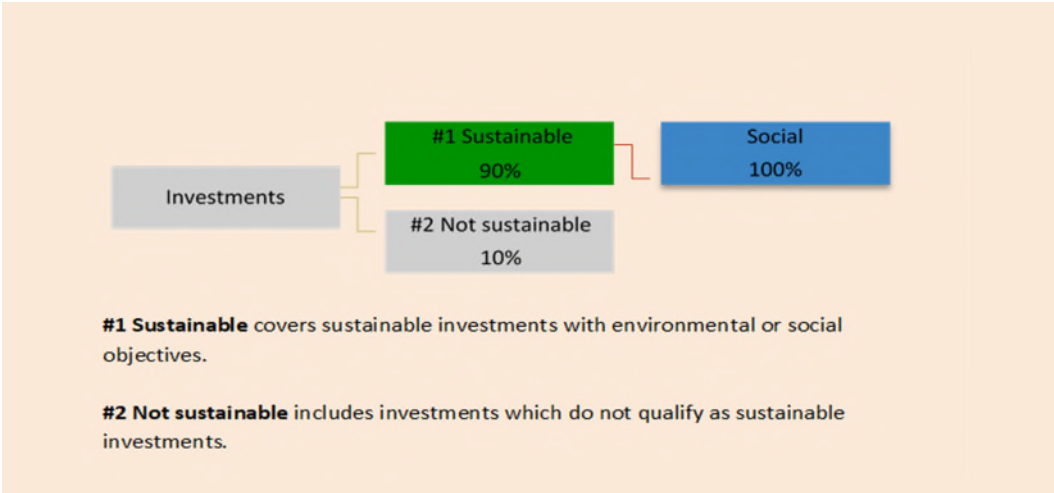 #1 Sustainable
90%
Social
100%
Investments
#2 Not sustainable
10%
#1 Sustainable covers sustainable investments with environmental or social
objectives.
#2 Not sustainable includes investments which do not qualify as sustainable
investments.